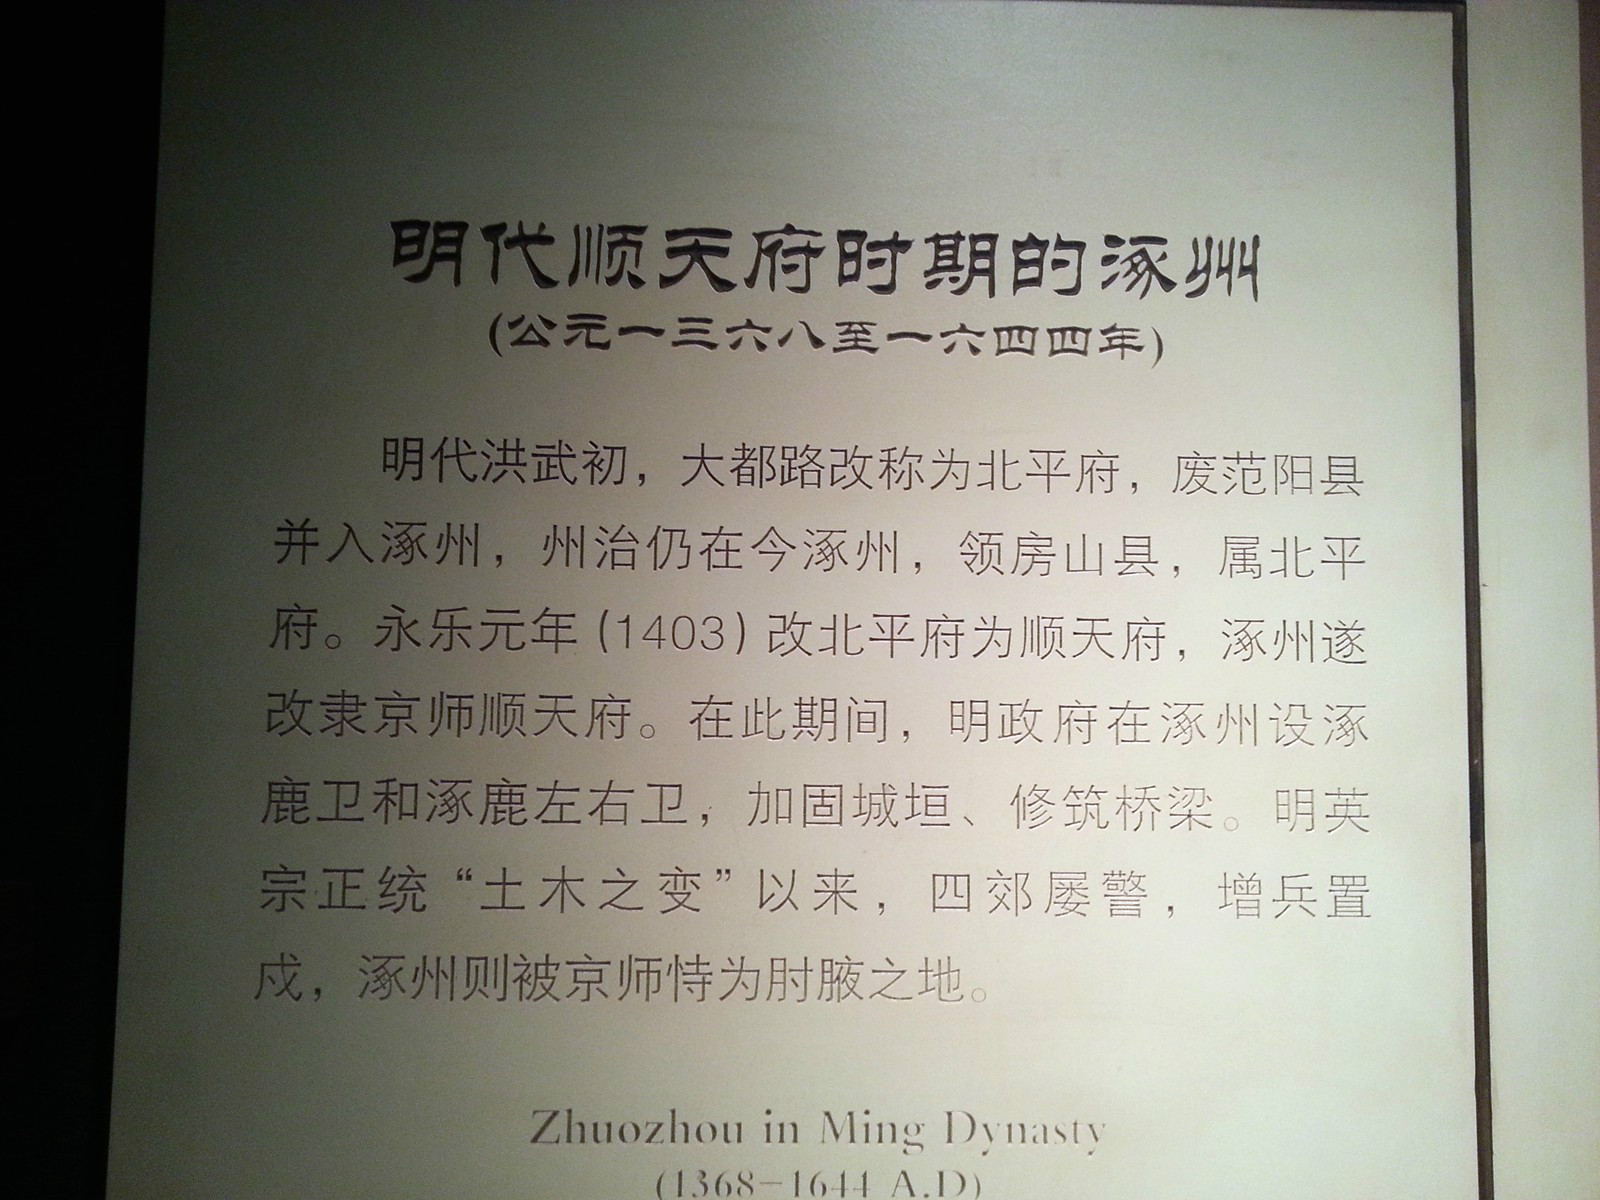 明代顺天府时期的涿州
(公元一三六八至一六四四年)
明代洪武初，大都路改称为北平府，废范阳县
并入涿州，州治仍在今涿州，领房山县，属北平
府。永乐元年(1403)改北平府为顺天府，涿州遂
改隶京师顺天府。在此期间，明政府在涿州设涿
鹿卫和涿鹿左右卫，加固城垣、修筑桥梁。明英
宗正统“土木之变”以来，四郊屡警，增兵置
戍，涿州则被京师恃为肘腋之地。
Zhuozhou in Ming Dynasty
(1368-1644 A.D)